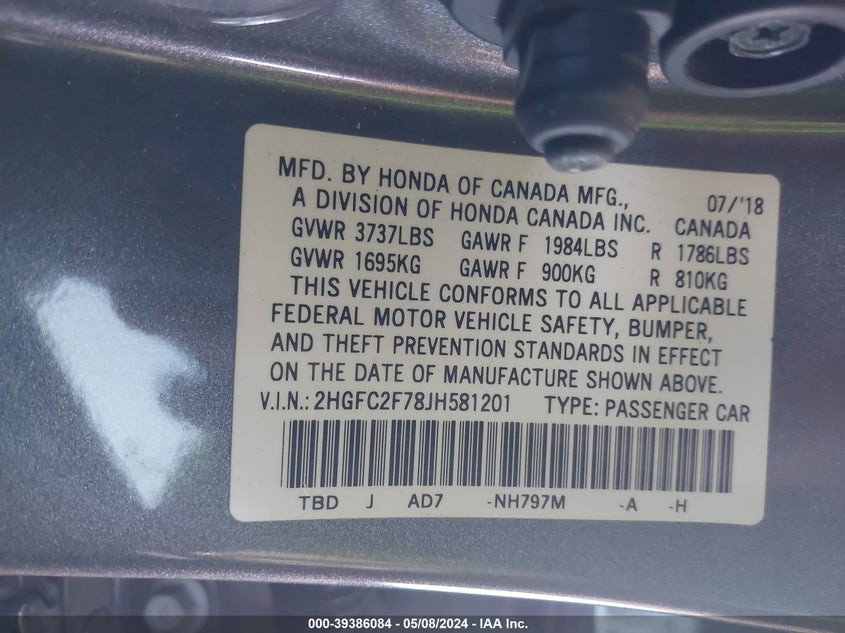 MFD. BY HONDA OF CANADA MFG., 07/'18
A DIVISION OF HONDA CANADA INC. CANADA
GVWR 3737LBS GAWR F 1984LBS R 1786LBS
GVWR 1695KG GAWR F 900KG R 810KG
THIS VEHICLE CONFORMS TO ALL APPLICABLE
FEDERAL MOTOR VEHICLE SAFETY, BUMPER,
AND THEFT PREVENTION STANDARDS IN EFFECT
ON THE DATE OF MANUFACTURE SHOWN ABOVE.
V.I.N.: 2HGFC2F78JH581201 TYPE: PASSENGER CAR
TBD J AD7 -NH797M -A -H
000-39386084 - 05/08/2024 - IAA Inc.